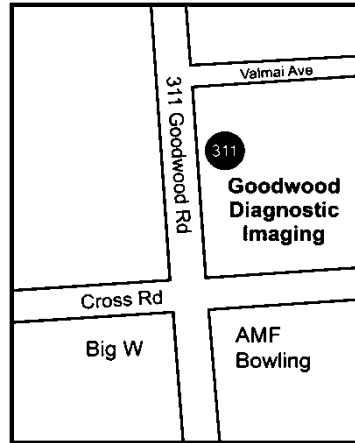 Valmai Ave
311 Goodwood Rd
311
Goodwood
Diagnostic
Imaging
Cross Rd
Big W
AMF
Bowling